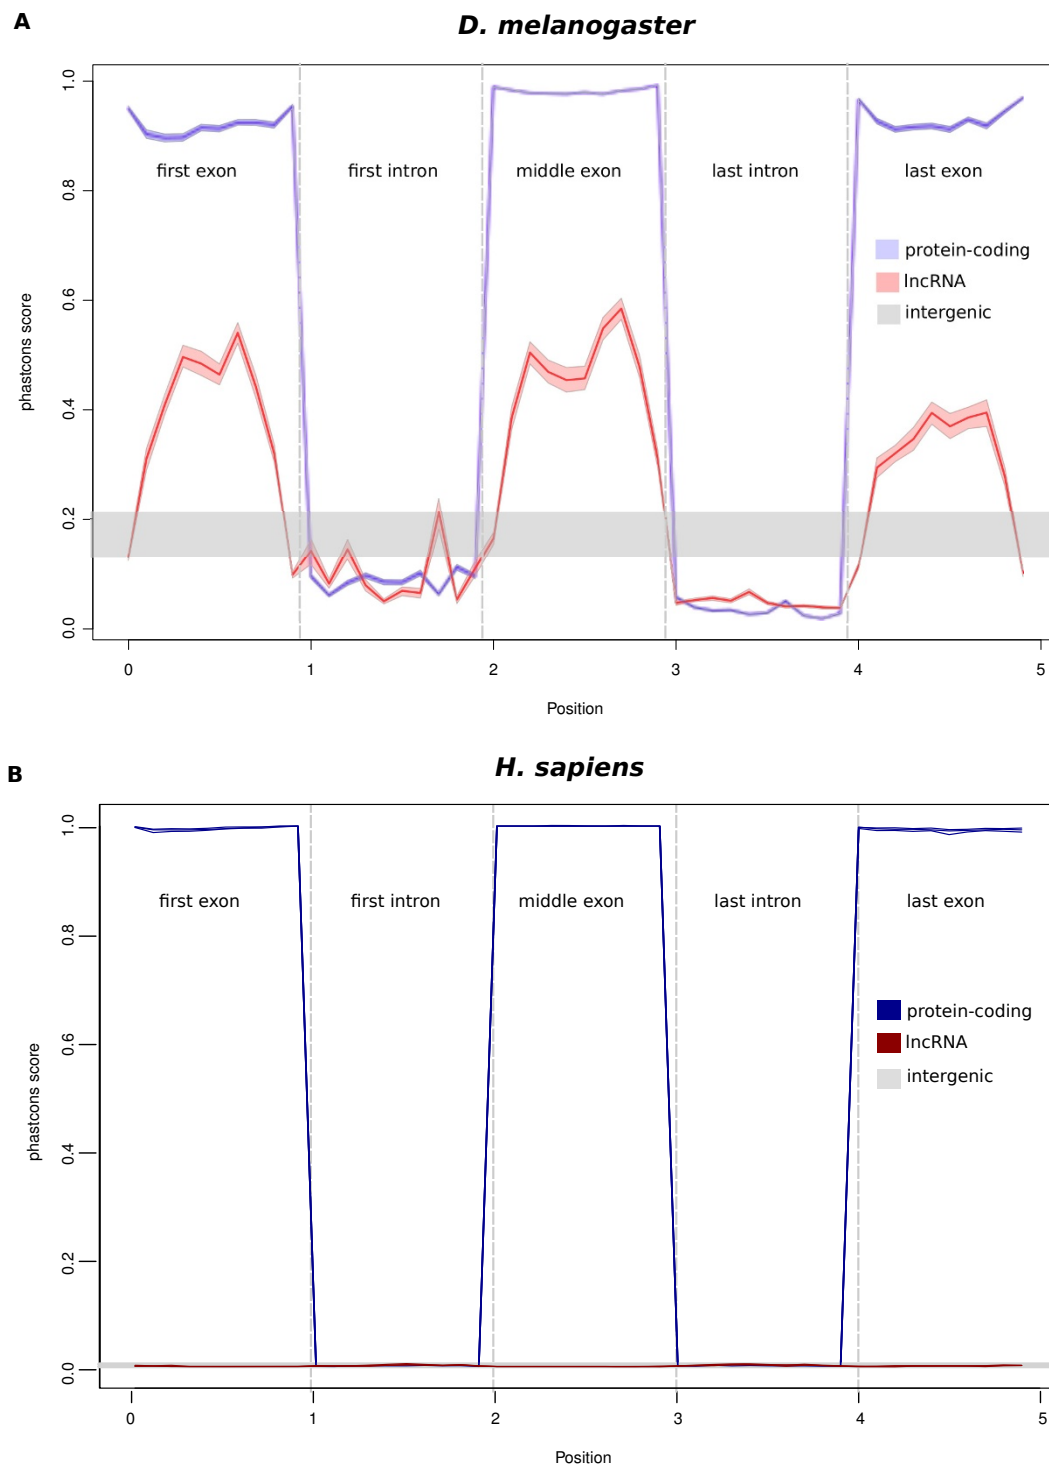 A
D. melanogaster
1.0
0.8
0.6
0.4
0.2
0.0
phastcons score
first exon
first intron
middle exon
last intron
last exon
protein-coding
lncRNA
intergenic
0 1 2 3 4 5
Position
B
H. sapiens
1.0
0.8
0.6
0.4
0.2
0.0
phastcons score
first exon
first intron
middle exon
last intron
last exon
protein-coding
lncRNA
intergenic
0 1 2 3 4 5
Position